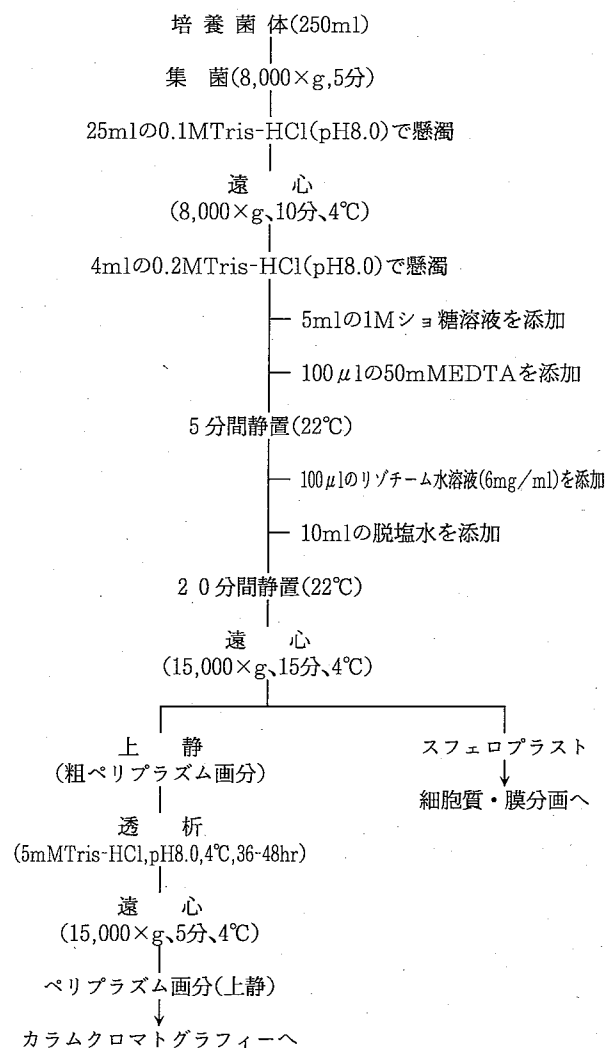 培養菌体(250ml)
集 菌(8,000×g,5分)
25mlの0.1MTris-HCl(pH8.0)で懸濁
遠 心
(8,000×g、10分、4℃)
4mlの0.2MTris-HCl(pH8.0)で懸濁
5mlの1Mショ糖溶液を添加
100μlの50mMEDTAを添加
5分間静置(22℃)
100μlのリゾチーム水溶液(6mg/ml)を添加
10mlの脱塩水を添加
20分間静置(22℃)
遠 心
(15,000×g、15分、4℃)
上 静
(粗ペリプラズム画分)
スフェロプラスト
細胞質・膜分画へ
透 析
(5mMTris-HCl,pH8.0,4℃,36-48hr)
遠 心
(15,000×g、5分、4℃)
ペリプラズム画分(上静)
カラムクロマトグラフィーへ